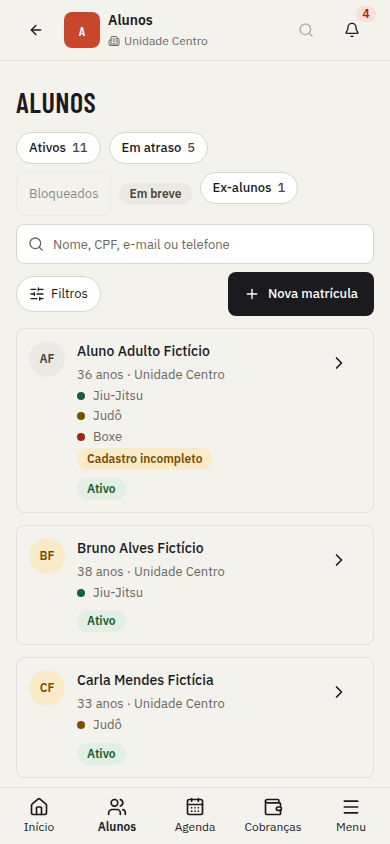 A
Alunos
Unidade Centro
4
ALUNOS
Ativos 11
Em atraso 5
Bloqueados
Em breve
Ex-alunos 1
Nome, CPF, e-mail ou telefone
Filtros
Nova matrícula
AF
Aluno Adulto Fictício
36 anos · Unidade Centro
Jiu-Jitsu
Judô
Boxe
Cadastro incompleto
Ativo
BF
Bruno Alves Fictício
38 anos · Unidade Centro
Jiu-Jitsu
Ativo
CF
Carla Mendes Fictícia
33 anos · Unidade Centro
Judô
Ativo
Início
Alunos
Agenda
Cobranças
Menu